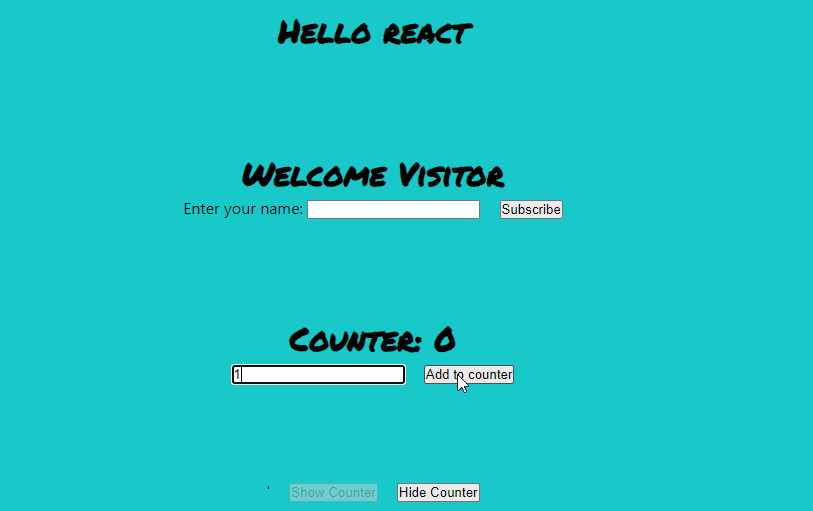 Hello react
Welcome Visitor
Enter your name: Subscribe
Counter: 0
1 Add to counter
' Show Counter Hide Counter